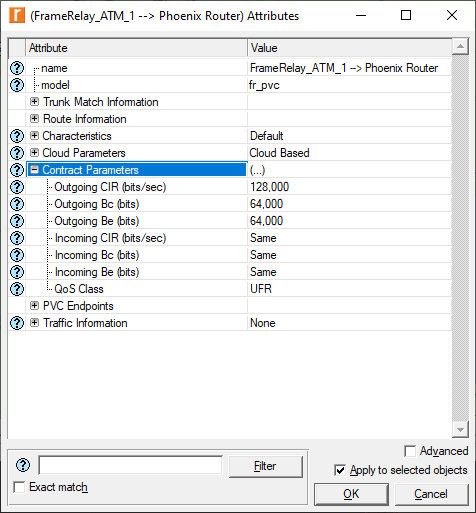 (FrameRelay_ATM_1 --> Phoenix Router) Attributes
Attribute Value
name FrameRelay_ATM_1 --> Phoenix Router
model fr_pvc
Trunk Match Information
Route Information
Characteristics Default
Cloud Parameters Cloud Based
Contract Parameters (...)
Outgoing CIR (bits/sec) 128,000
Outgoing Bc (bits) 64,000
Outgoing Be (bits) 64,000
Incoming CIR (bits/sec) Same
Incoming Bc (bits) Same
Incoming Be (bits) Same
QoS Class UFR
PVC Endpoints
Traffic Information None
Advanced
Filter
Apply to selected objects
Exact match
OK Cancel